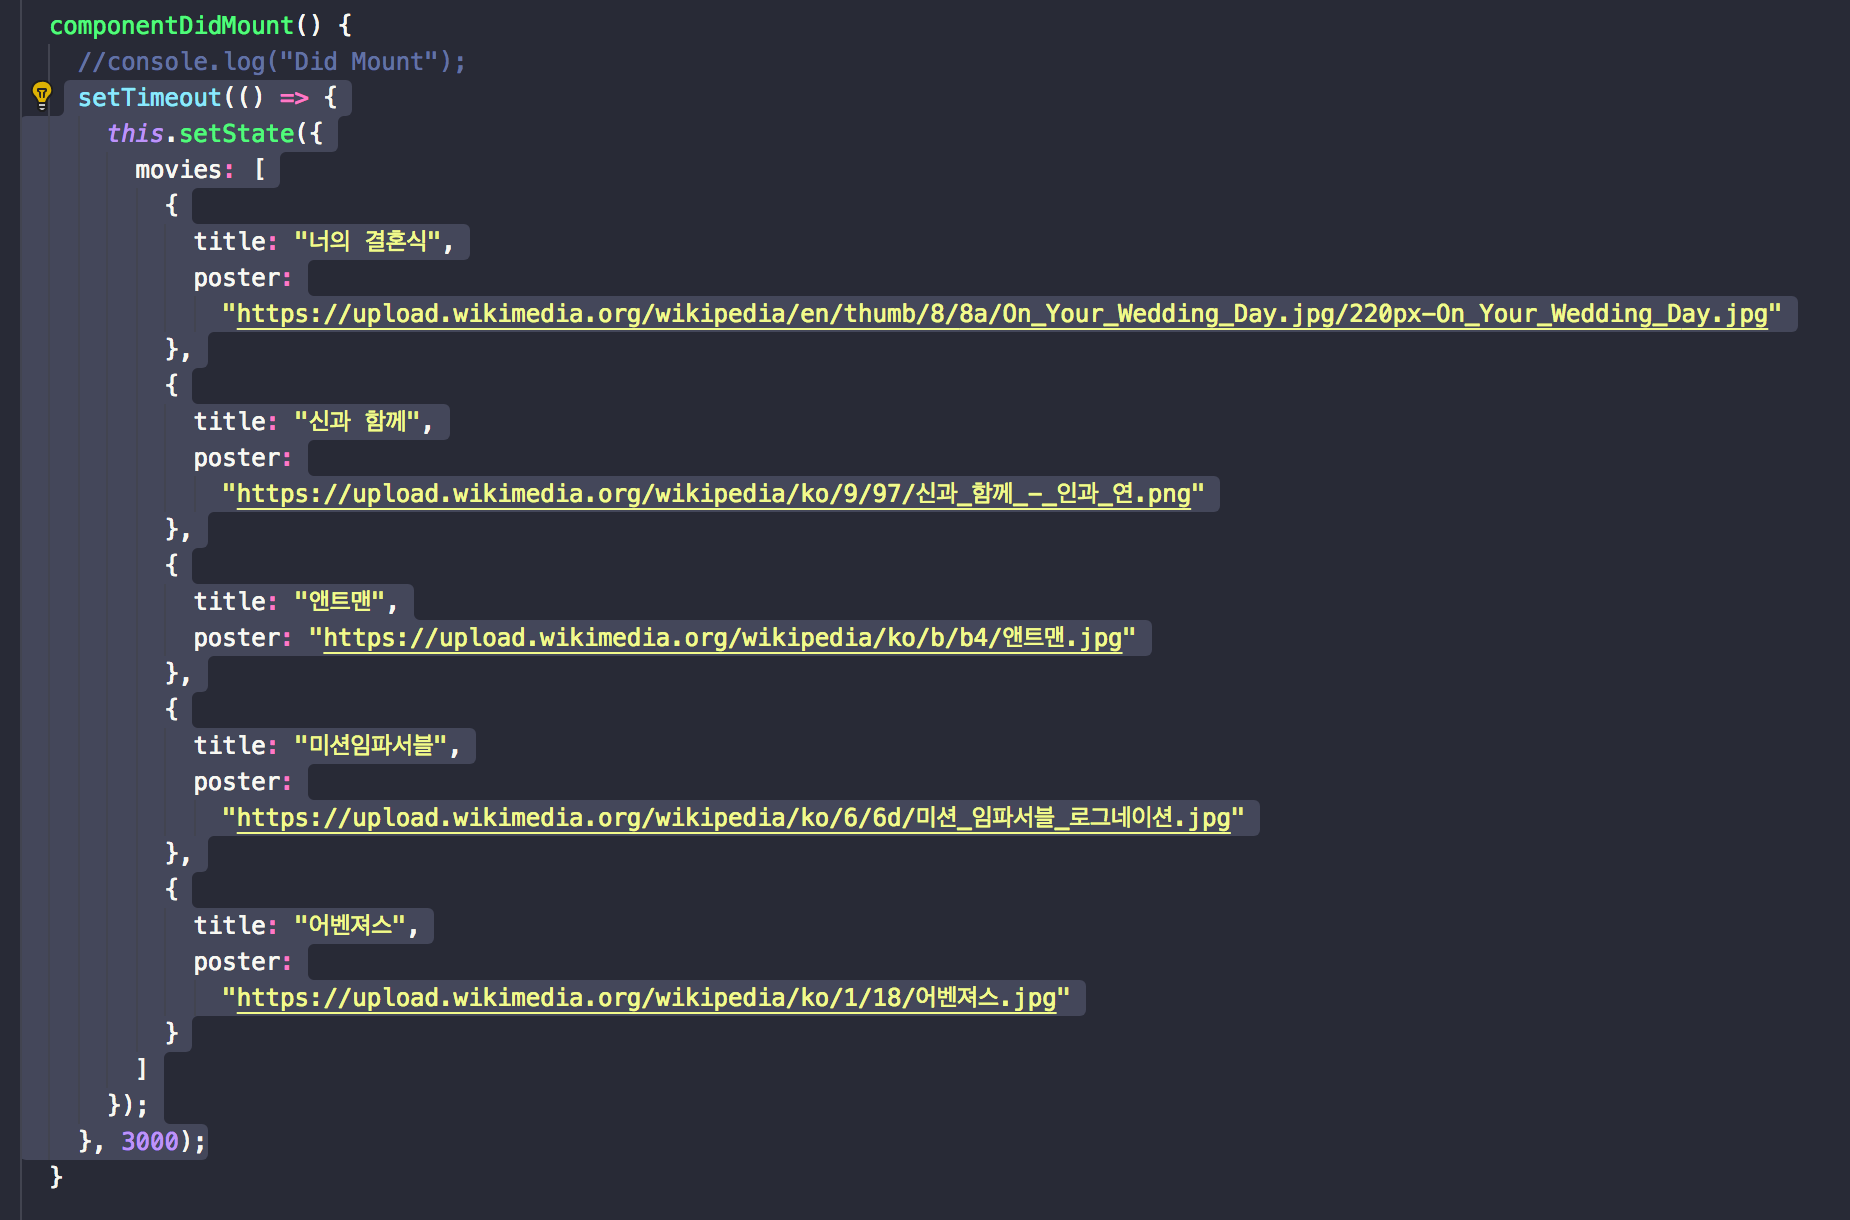 componentDidMount() {
//console.log("Did Mount");
setTimeout(() => {
this.setState({
movies: [
{
title: "너의 결혼식",
poster:
"https://upload.wikimedia.org/wikipedia/en/thumb/8/8a/On_Your_Wedding_Day.jpg/220px-On_Your_Wedding_Day.jpg"
},
{
title: "신과 함께",
poster:
"https://upload.wikimedia.org/wikipedia/ko/9/97/신과_함께_-_인과_연.png"
},
{
title: "앤트맨",
poster: "https://upload.wikimedia.org/wikipedia/ko/b/b4/앤트맨.jpg"
},
{
title: "미션임파서블",
poster:
"https://upload.wikimedia.org/wikipedia/ko/6/6d/미션_임파서블_로그네이션.jpg"
},
{
title: "어벤져스",
poster:
"https://upload.wikimedia.org/wikipedia/ko/1/18/어벤져스.jpg"
}
]
});
}, 3000);
}